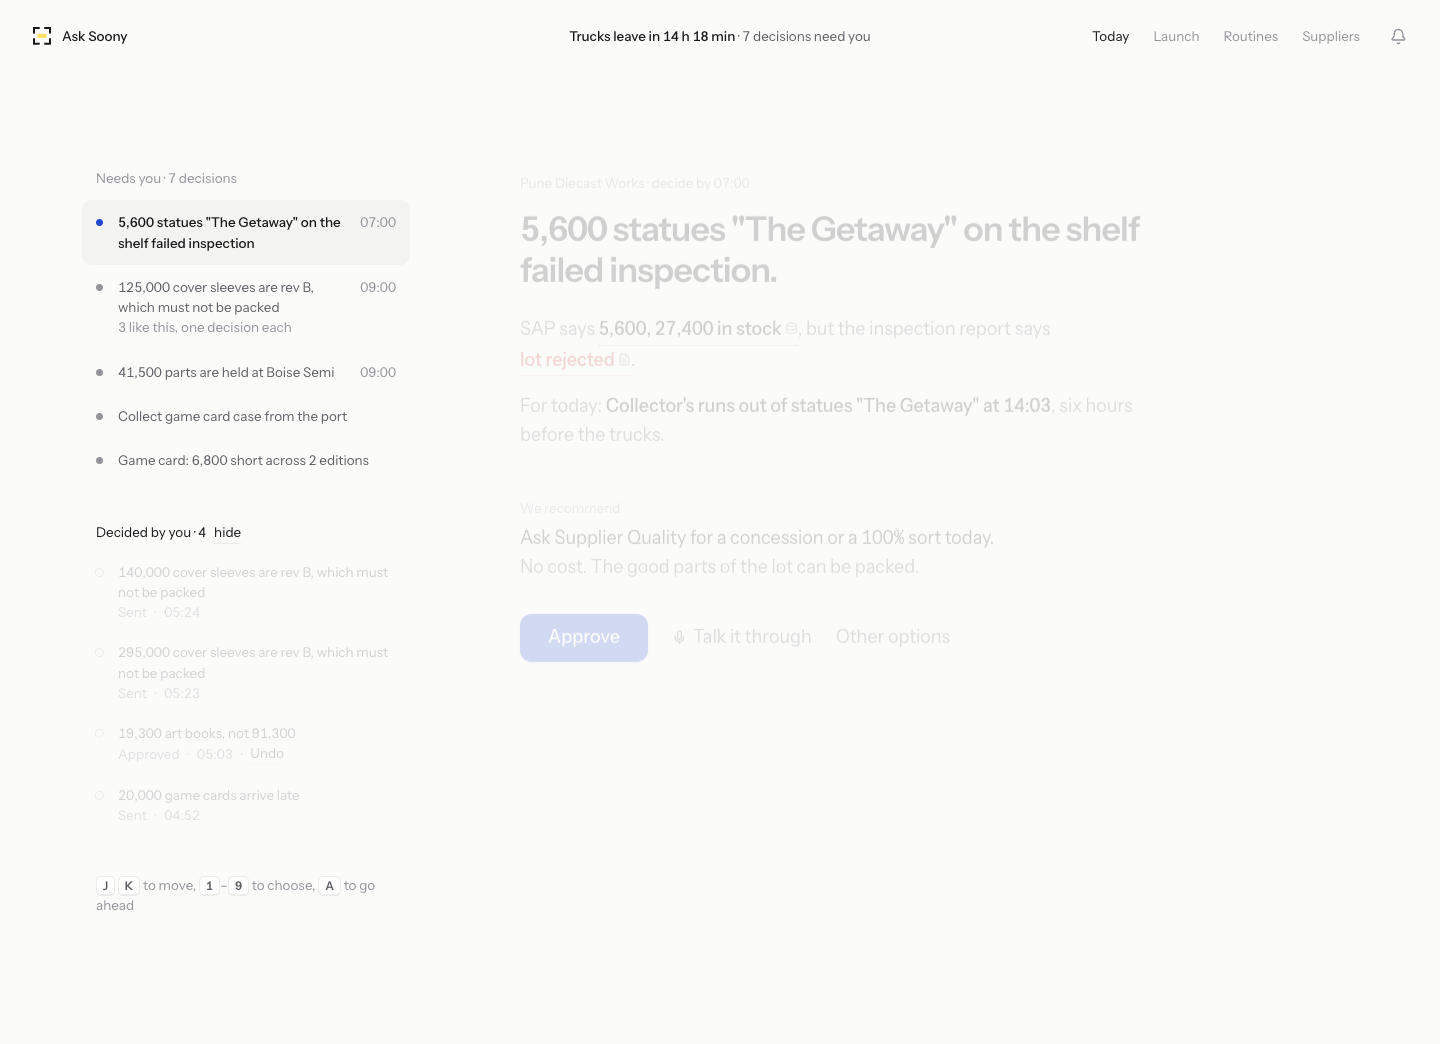 Ask Soony
Trucks leave in 14 h 18 min · 7 decisions need you
Today
Launch
Routines
Suppliers
Needs you · 7 decisions
5,600 statues "The Getaway" on the
shelf failed inspection
07:00
125,000 cover sleeves are rev B,
which must not be packed
3 like this, one decision each
09:00
41,500 parts are held at Boise Semi
09:00
Collect game card case from the port
Game card: 6,800 short across 2 editions
Decided by you · 4 hide
140,000 cover sleeves are rev B, which must
not be packed
Sent · 05:24
295,000 cover sleeves are rev B, which must
not be packed
Sent · 05:23
19,300 art books, not 91,300
Approved · 05:03 · Undo
20,000 game cards arrive late
Sent · 04:52
J K to move, 1–9 to choose, A to go
ahead
Pune Diecast Works · decide by 07:00
5,600 statues "The Getaway" on the shelf
failed inspection.
SAP says 5,600, 27,400 in stock, but the inspection report says
lot rejected.
For today: Collector's runs out of statues "The Getaway" at 14:03, six hours
before the trucks.
We recommend
Ask Supplier Quality for a concession or a 100% sort today.
No cost. The good parts of the lot can be packed.
Approve
Talk it through
Other options